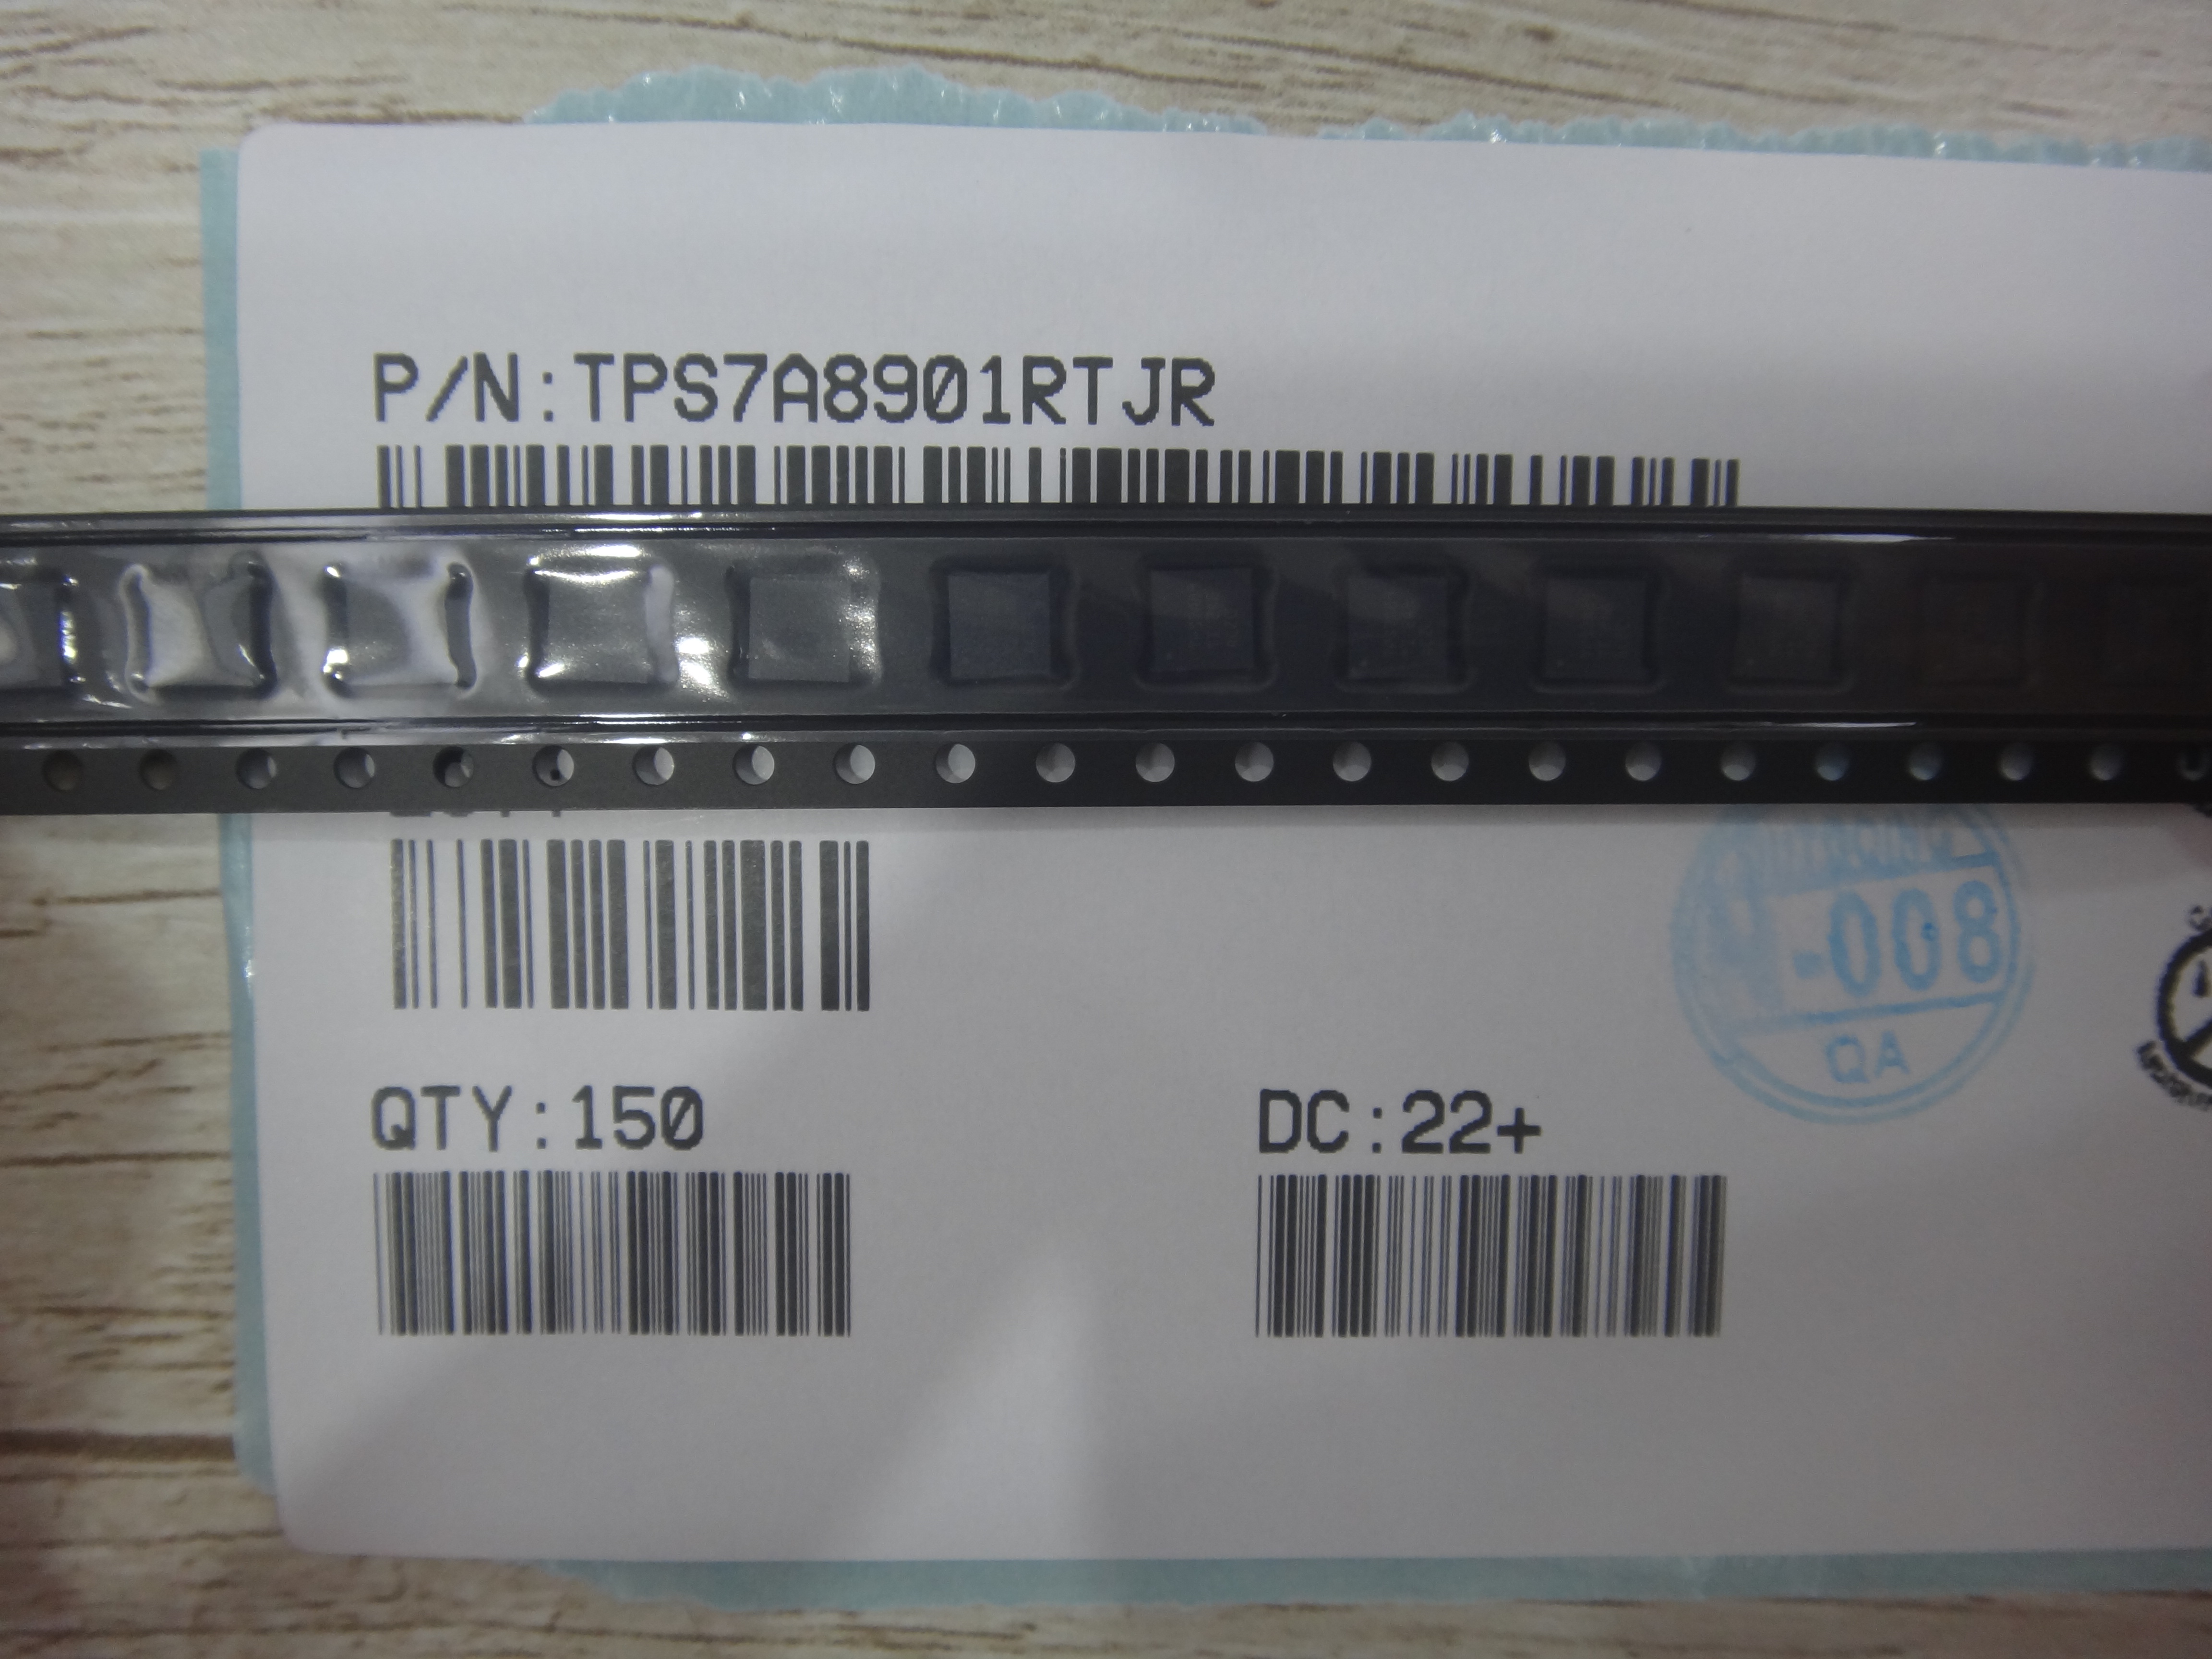 P/N:TPS7A8901RTJR
QTY:150
DC:22+
-008
QA